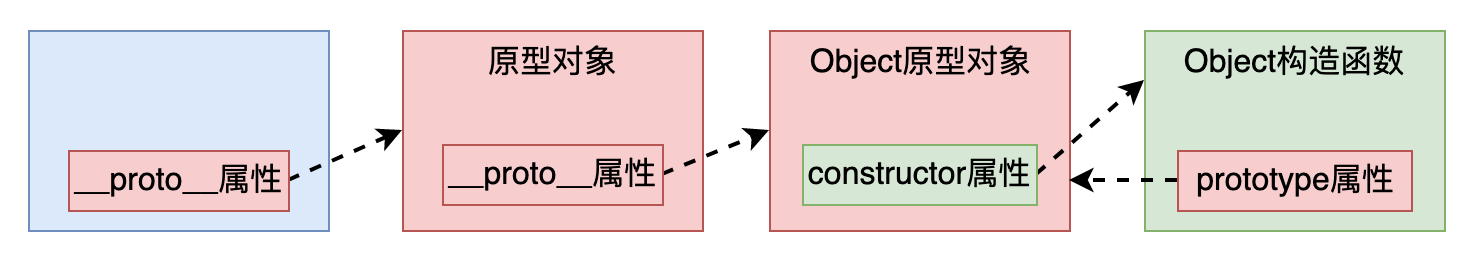 __proto__属性
原型对象
__proto__属性
Object原型对象
constructor属性
Object构造函数
prototype属性